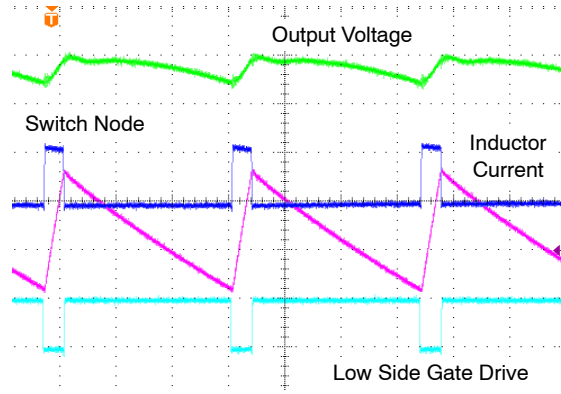 T
Output Voltage
Switch Node
Inductor
Current
Low Side Gate Drive